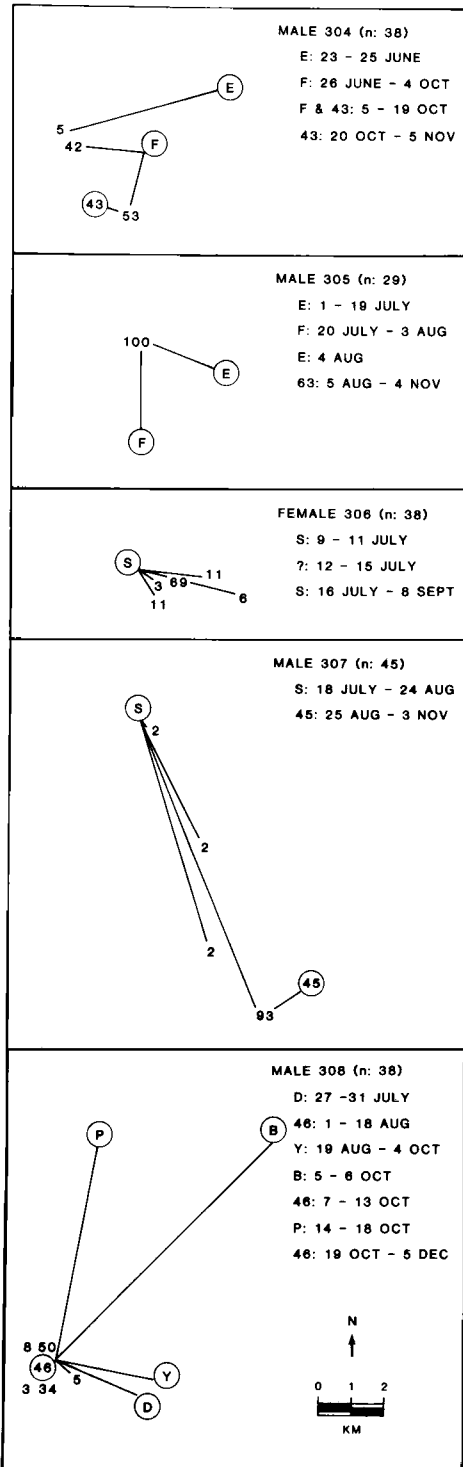 MALE 304 (n: 38)
E: 23 - 25 JUNE
F: 26 JUNE - 4 OCT
F & 43: 5 - 19 OCT
43: 20 OCT - 5 NOV
E
5
42
F
43
53
MALE 305 (n: 29)
E: 1 - 19 JULY
F: 20 JULY - 3 AUG
E: 4 AUG
63: 5 AUG - 4 NOV
100
E
F
FEMALE 306 (n: 38)
S: 9 - 11 JULY
?: 12 - 15 JULY
S: 16 JULY - 8 SEPT
S
3
69
11
11
6
MALE 307 (n: 45)
S: 18 JULY - 24 AUG
45: 25 AUG - 3 NOV
S
2
2
2
45
93
MALE 308 (n: 38)
D: 27 -31 JULY
46: 1 - 18 AUG
Y: 19 AUG - 4 OCT
B: 5 - 6 OCT
46: 7 - 13 OCT
P: 14 - 18 OCT
46: 19 OCT - 5 DEC
P
B
8 50
46
3 34
5
Y
D
N
0 1 2
KM